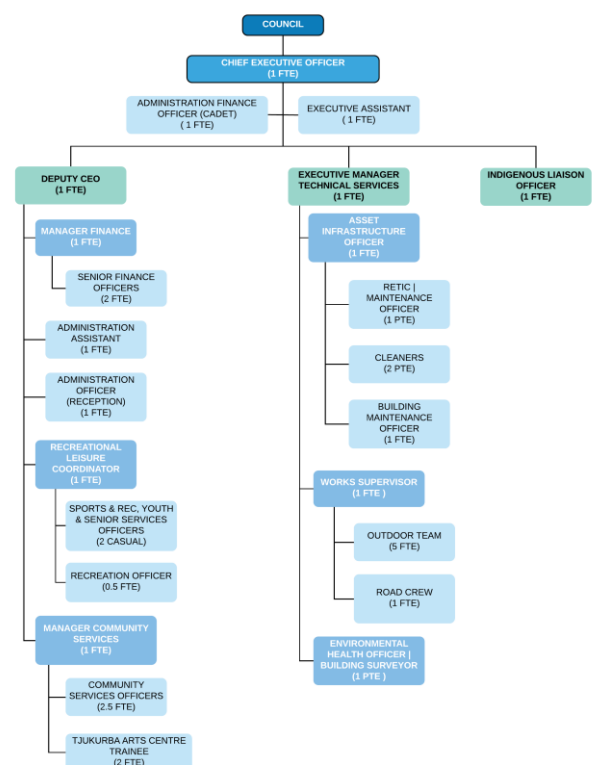 COUNCIL
CHIEF EXECUTIVE OFFICER
(1 FTE)
ADMINISTRATION FINANCE
OFFICER (CADET)
( 1 FTE)
EXECUTIVE ASSISTANT
( 1 FTE)
DEPUTY CEO
(1 FTE)
MANAGER FINANCE
(1 FTE)
SENIOR FINANCE
OFFICERS
(2 FTE)
ADMINISTRATION
ASSISTANT
(1 FTE)
ADMINISTRATION
OFFICER
(RECEPTION)
(1 FTE)
RECREATIONAL
LEISURE
COORDINATOR
(1 FTE)
SPORTS & REC, YOUTH
& SENIOR SERVICES
OFFICERS
(2 CASUAL)
RECREATION OFFICER
(0.5 FTE)
MANAGER COMMUNITY
SERVICES
(1 FTE)
COMMUNITY
SERVICES OFFICERS
(2.5 FTE)
TJUKURBA ARTS CENTRE
TRAINEE
(2 FTE)
EXECUTIVE MANAGER
TECHNICAL SERVICES
(1 FTE)
ASSET
INFRASTRUCTURE
OFFICER
(1 FTE)
RETIC |
MAINTENANCE
OFFICER
(1 PTE)
CLEANERS
(2 PTE)
BUILDING
MAINTENANCE
OFFICER
(1 FTE)
WORKS SUPERVISOR
(1 FTE )
OUTDOOR TEAM
(5 FTE)
ROAD CREW
(1 FTE)
ENVIRONMENTAL
HEALTH OFFICER |
BUILDING SURVEYOR
(1 PTE )
INDIGENOUS LIAISON
OFFICER
(1 FTE)